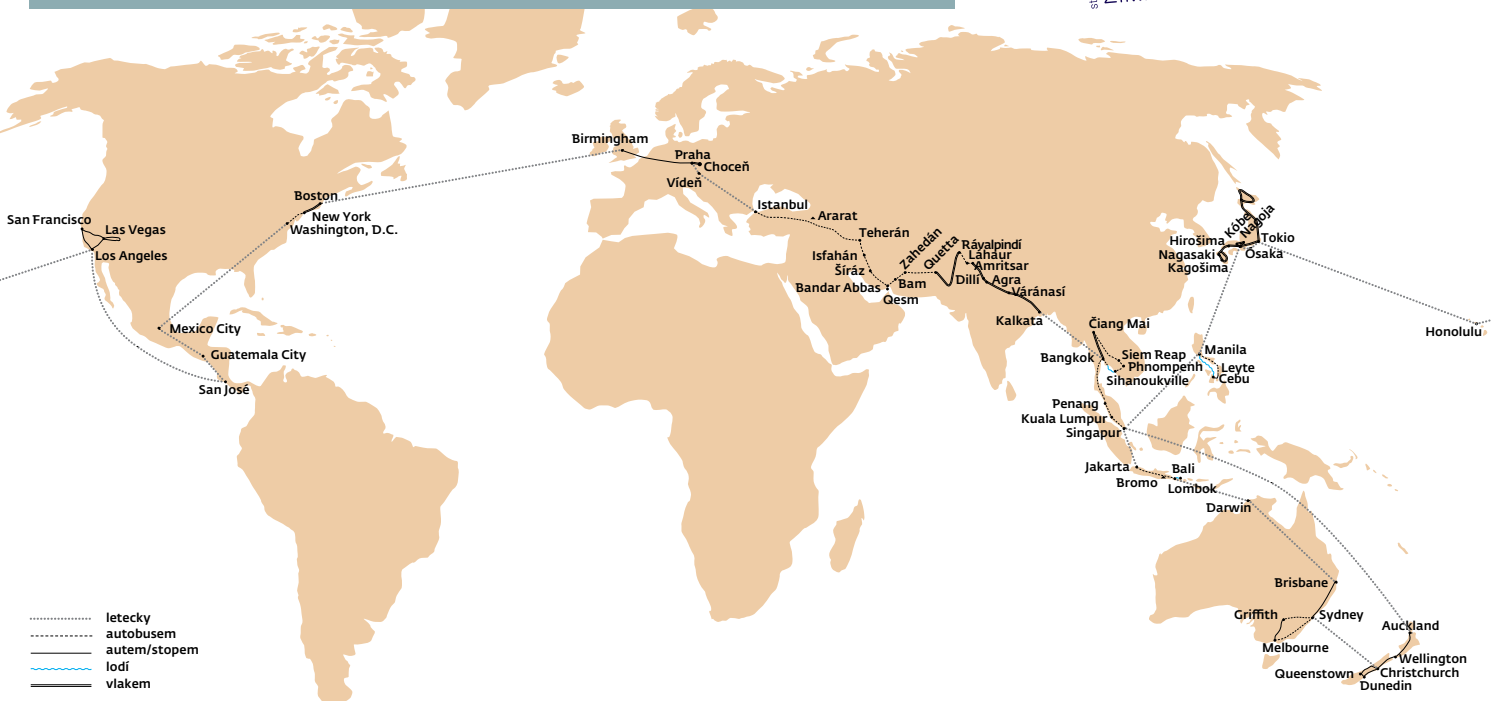 Birmingham
Praha
Choceň
Vídeň
Boston
New York
Washington, D.C.
San Francisco
Las Vegas
Los Angeles
Mexico City
Guatemala City
San José
Istanbul
Ararat
Teherán
Isfahán
Šíráz
Bandar Abbas
Qesm
Bam
Zahedán
Quetta
Rávalpindí
Láhaur
Amritsar
Dillí
Agra
Váránasí
Kalkata
Hirošima
Nagasaki
Kagošima
Kóbe
Nagoja
Tokio
Ósaka
Honolulu
Čiang Mai
Bangkok
Siem Reap
Phnompenh
Sihanoukville
Manila
Leyte
Cebu
Penang
Kuala Lumpur
Singapur
Jakarta
Bali
Bromo
Lombok
Darwin
Brisbane
Griffith
Sydney
Melbourne
Auckland
Wellington
Christchurch
Queenstown
Dunedin
letecky
autobusem
autem/stopem
lodí
vlakem